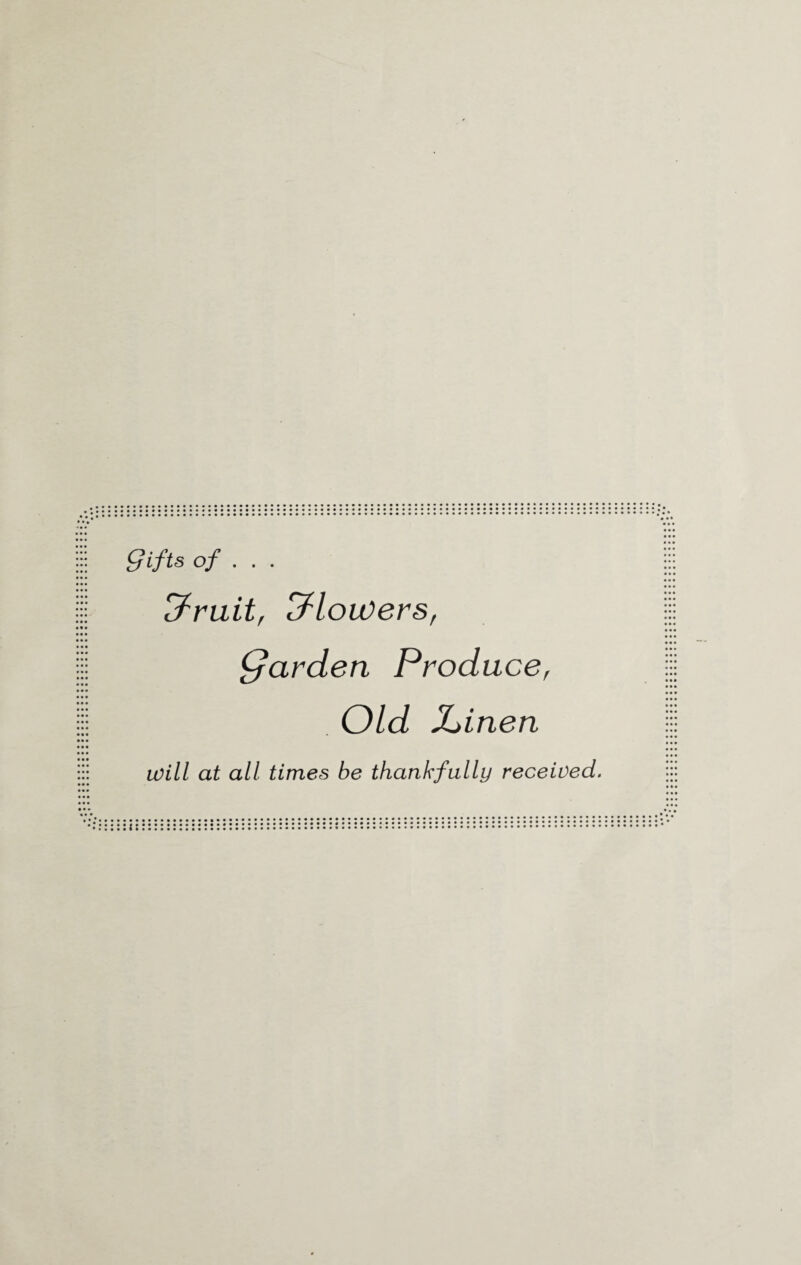 Gifts of . . .
Fruit, Flowers,
Garden Produce,
Old Linen
will at all times be thankfully received.